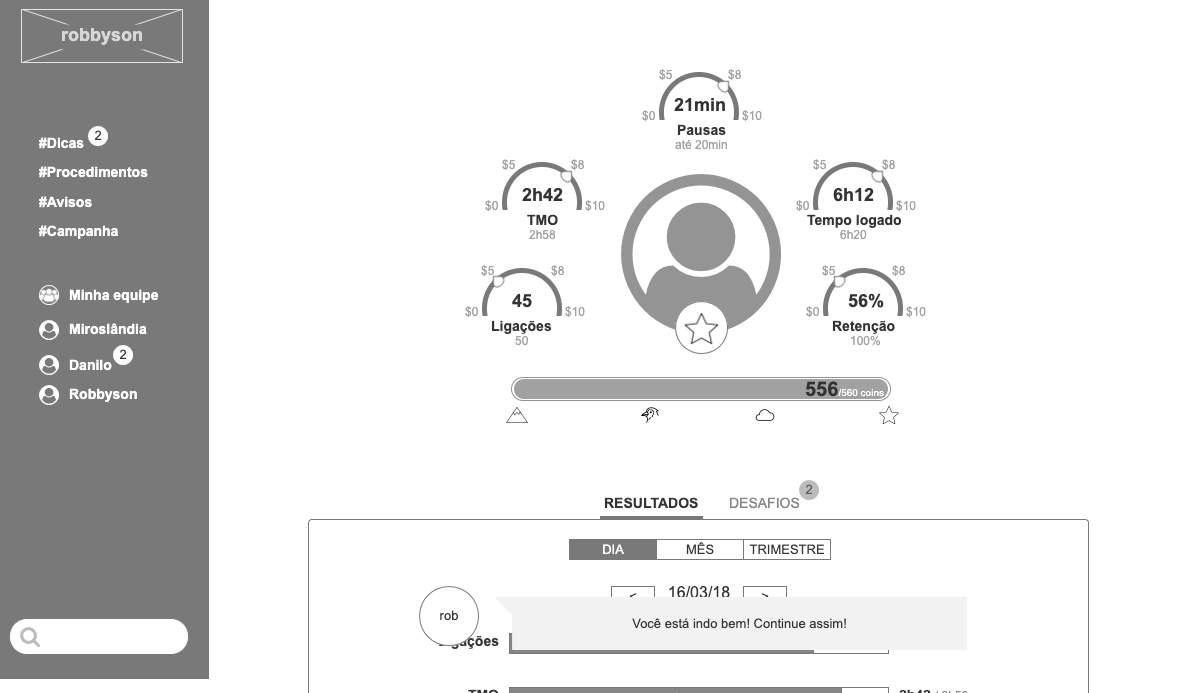 robbyson
#Dicas 2
#Procedimentos
#Avisos
#Campanha
Minha equipe
Miroslândia
Danilo 2
Robbyson
$5 $8
$0 21min $10
Pausas
até 20min
$5 $8
$0 2h42 $10
TMO
2h58
$5 $8
$0 6h12 $10
Tempo logado
6h20
$5 $8
$0 45 $10
Ligações
50
$5 $8
$0 56% $10
Retenção
100%
556/560 coins
RESULTADOS DESAFIOS 2
DIA MÊS TRIMESTRE
< 16/03/18 >
rob
Você está indo bem! Continue assim!
Ligações
TMO